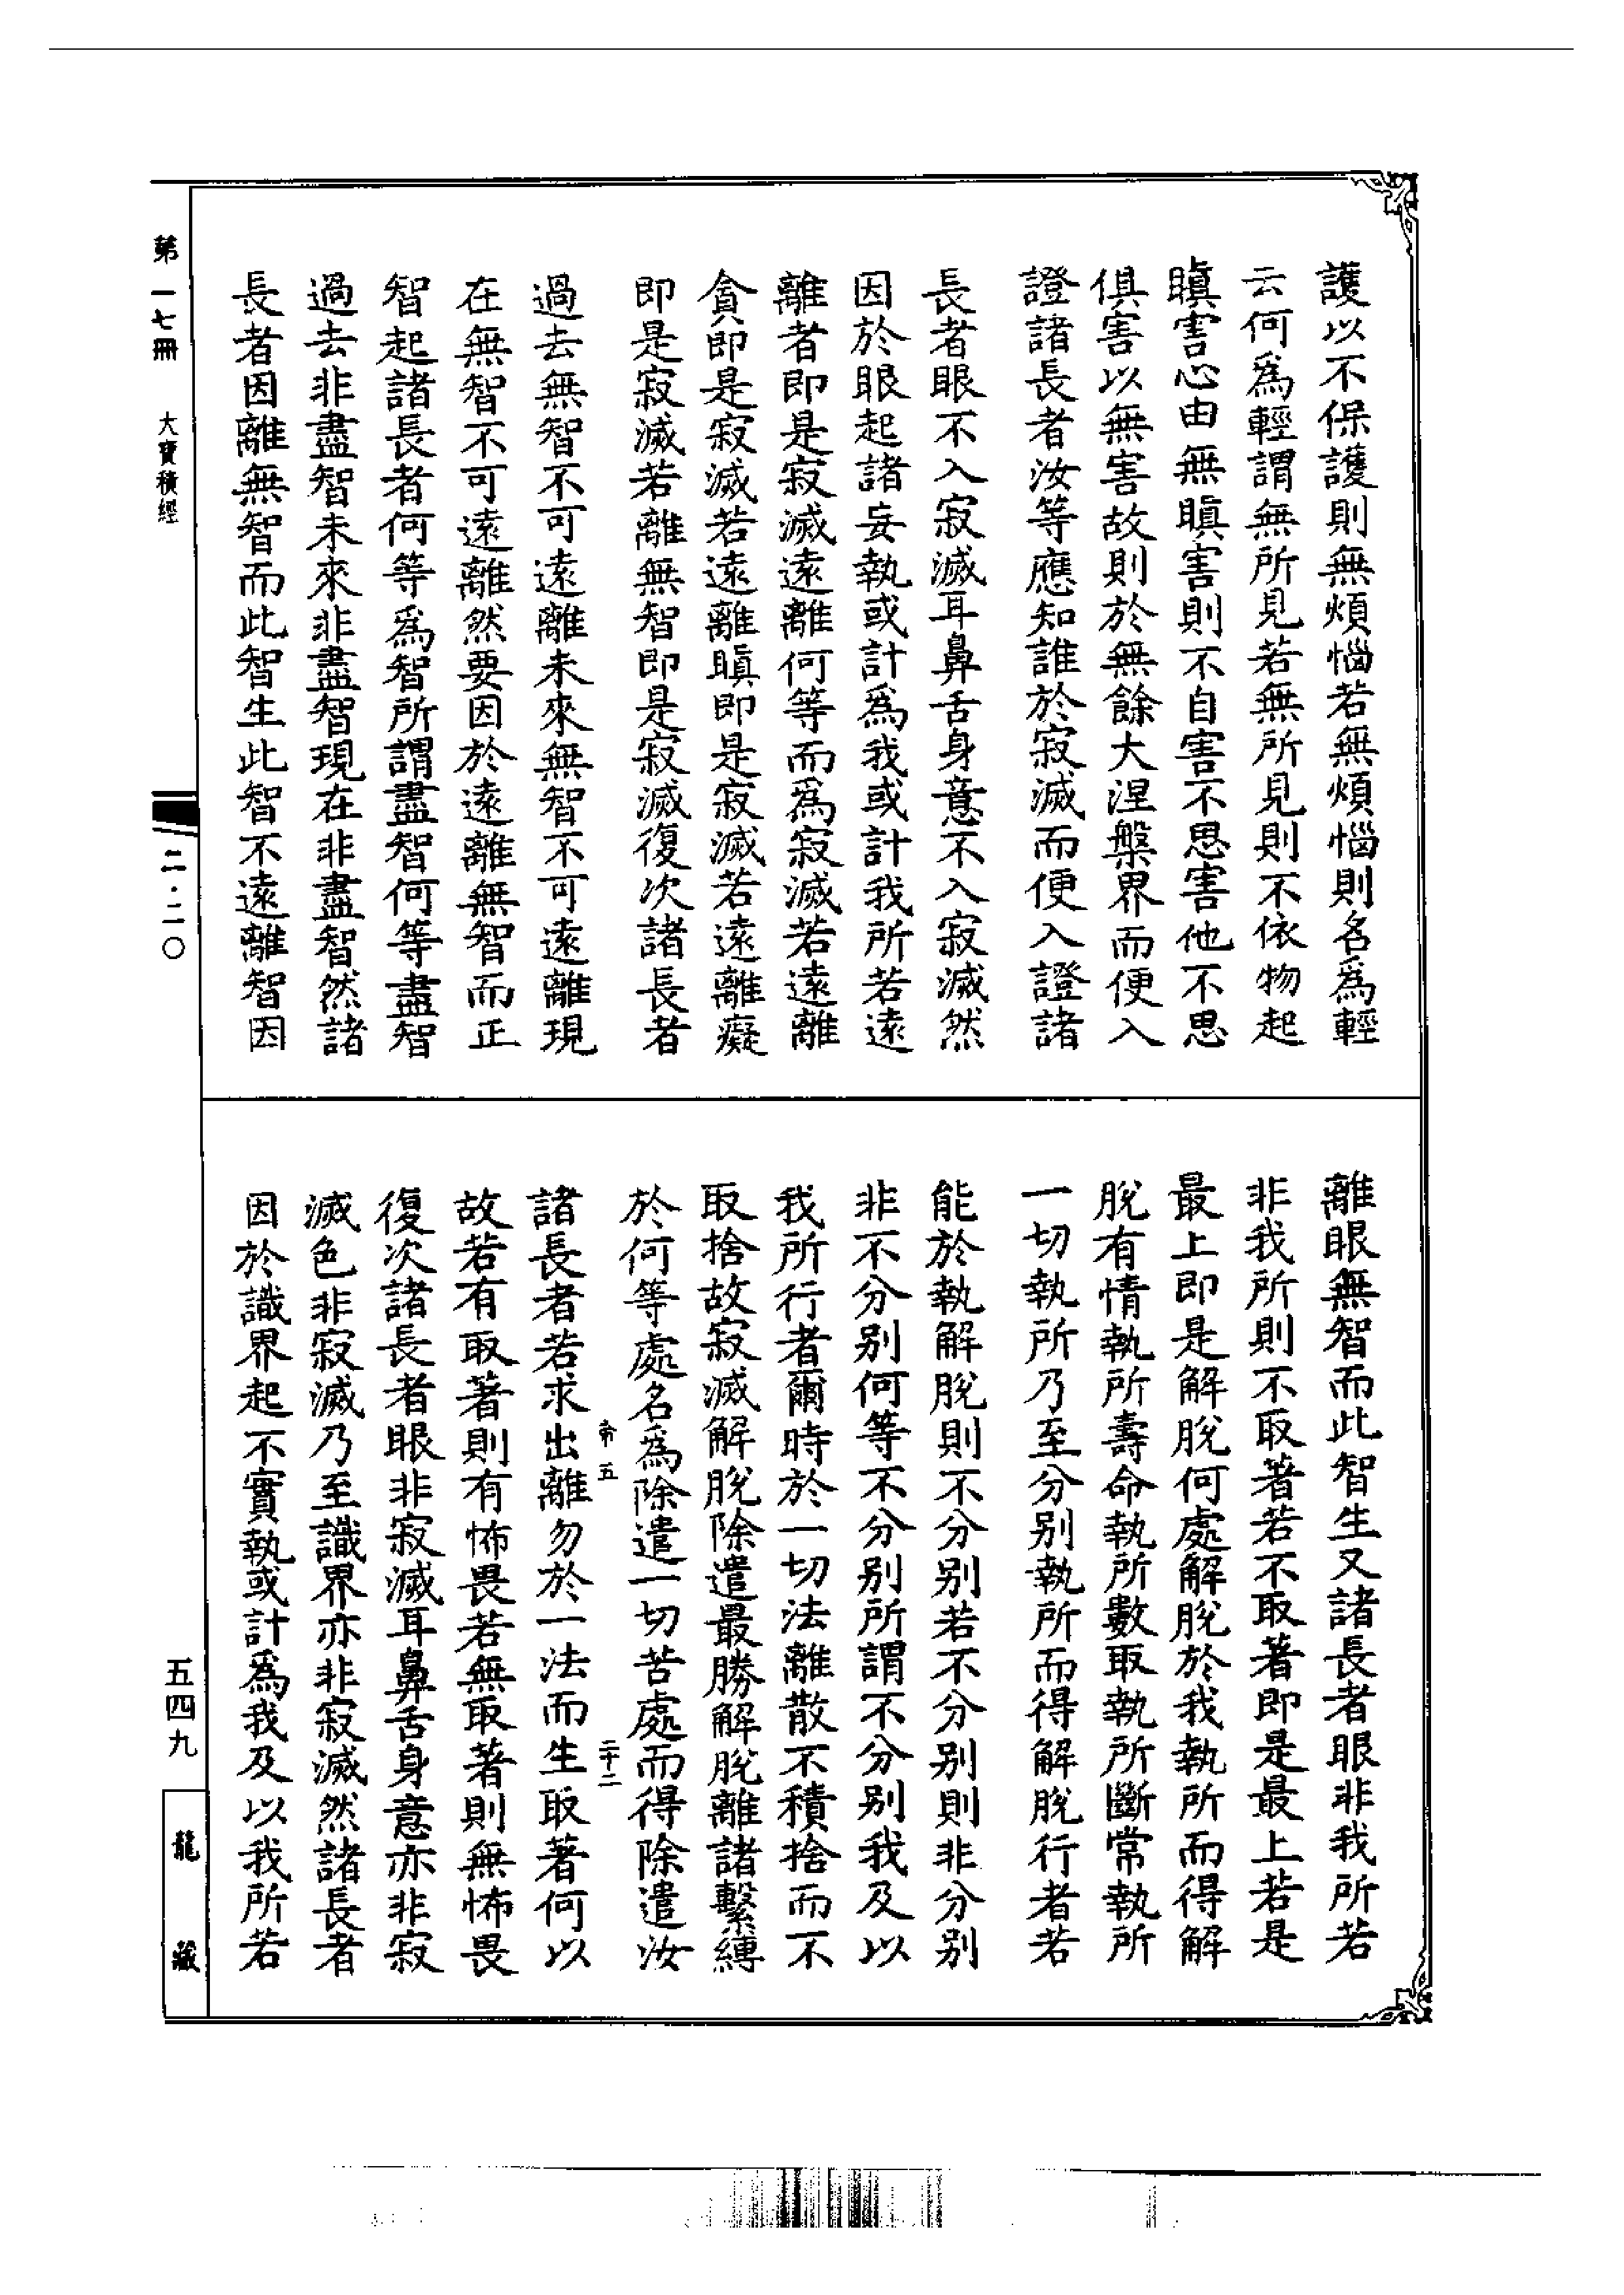 護以不保護則無煩惱若無煩惱則名爲輕
云何爲輕謂無所見若無所見則不依物起
瞋害心由無瞋害則不自害不思害他不思
俱害以無害故則於無餘大涅槃界而便入
證諸長者汝等應知誰於寂滅而便入證諸
長者眼不入寂滅耳鼻舌身意不入寂滅然
因於眼起諸妄執或計爲我或計我所若遠
離者即是寂滅遠離何等而爲寂滅若遠離
貪即是寂滅若遠離瞋即是寂滅若遠離癡
即是寂滅若離無智即是寂滅復次諸長者
過去無智不可遠離未來無智不可遠離現
在無智不可遠離然要因於遠離無智而正
智起諸長者何等爲智所謂盡智何等盡智
過去非盡智未來非盡智現在非盡智然諸
長者因離無智而此智生此智不遠離智因
離眼無智而此智生又諸長者眼非我所若
非我所則不取著若不取著即是最上若是
最上即是解脫何處解脫於我執所而得解
脫有情執所壽命執所數取執所斷常執所
一切執所乃至分別執所而得解脫行者若
能於執解脫則不分別若不分別則非分別
非不分別何等不分別所謂不分別我及以
我所行者爾時於一切法離散不積捨而不
取捨故寂滅解脫除遣最勝解脫離諸繫縛
於何等處名爲除遣一切苦處而得除遣汝
帝五 二十二
諸長者若求出離勿於一法而生取著何以
故若有取著則有怖畏若無取著則無怖畏
復次諸長者眼非寂滅耳鼻舌身意亦非寂
滅色非寂滅乃至識界亦非寂滅然諸長者
因於識界起不實執或計爲我及以我所若
第一七冊 大寶積經
二·二〇
五四九
龍藏